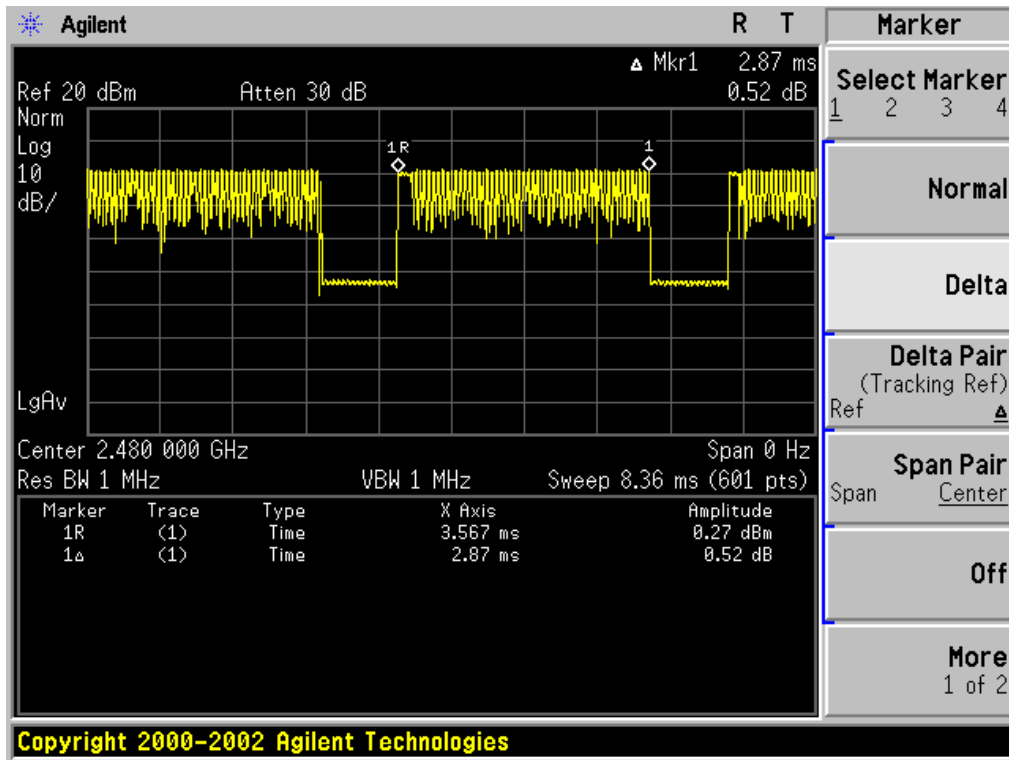 Agilent R T
Δ Mkr1 2.87 ms
Ref 20 dBm Atten 30 dB 0.52 dB
Norm
Log
10
dB/
1R 1
LgAv
Center 2.480 000 GHz Span 0 Hz
Res BW 1 MHz VBW 1 MHz Sweep 8.36 ms (601 pts)
Marker Trace Type X Axis Amplitude
1R (1) Time 3.567 ms 0.27 dBm
1Δ (1) Time 2.87 ms 0.52 dB
Copyright 2000-2002 Agilent Technologies
Marker
Select Marker
1 2 3 4
Normal
Delta
Delta Pair
(Tracking Ref)
Ref Δ
Span Pair
Span Center
Off
More
1 of 2